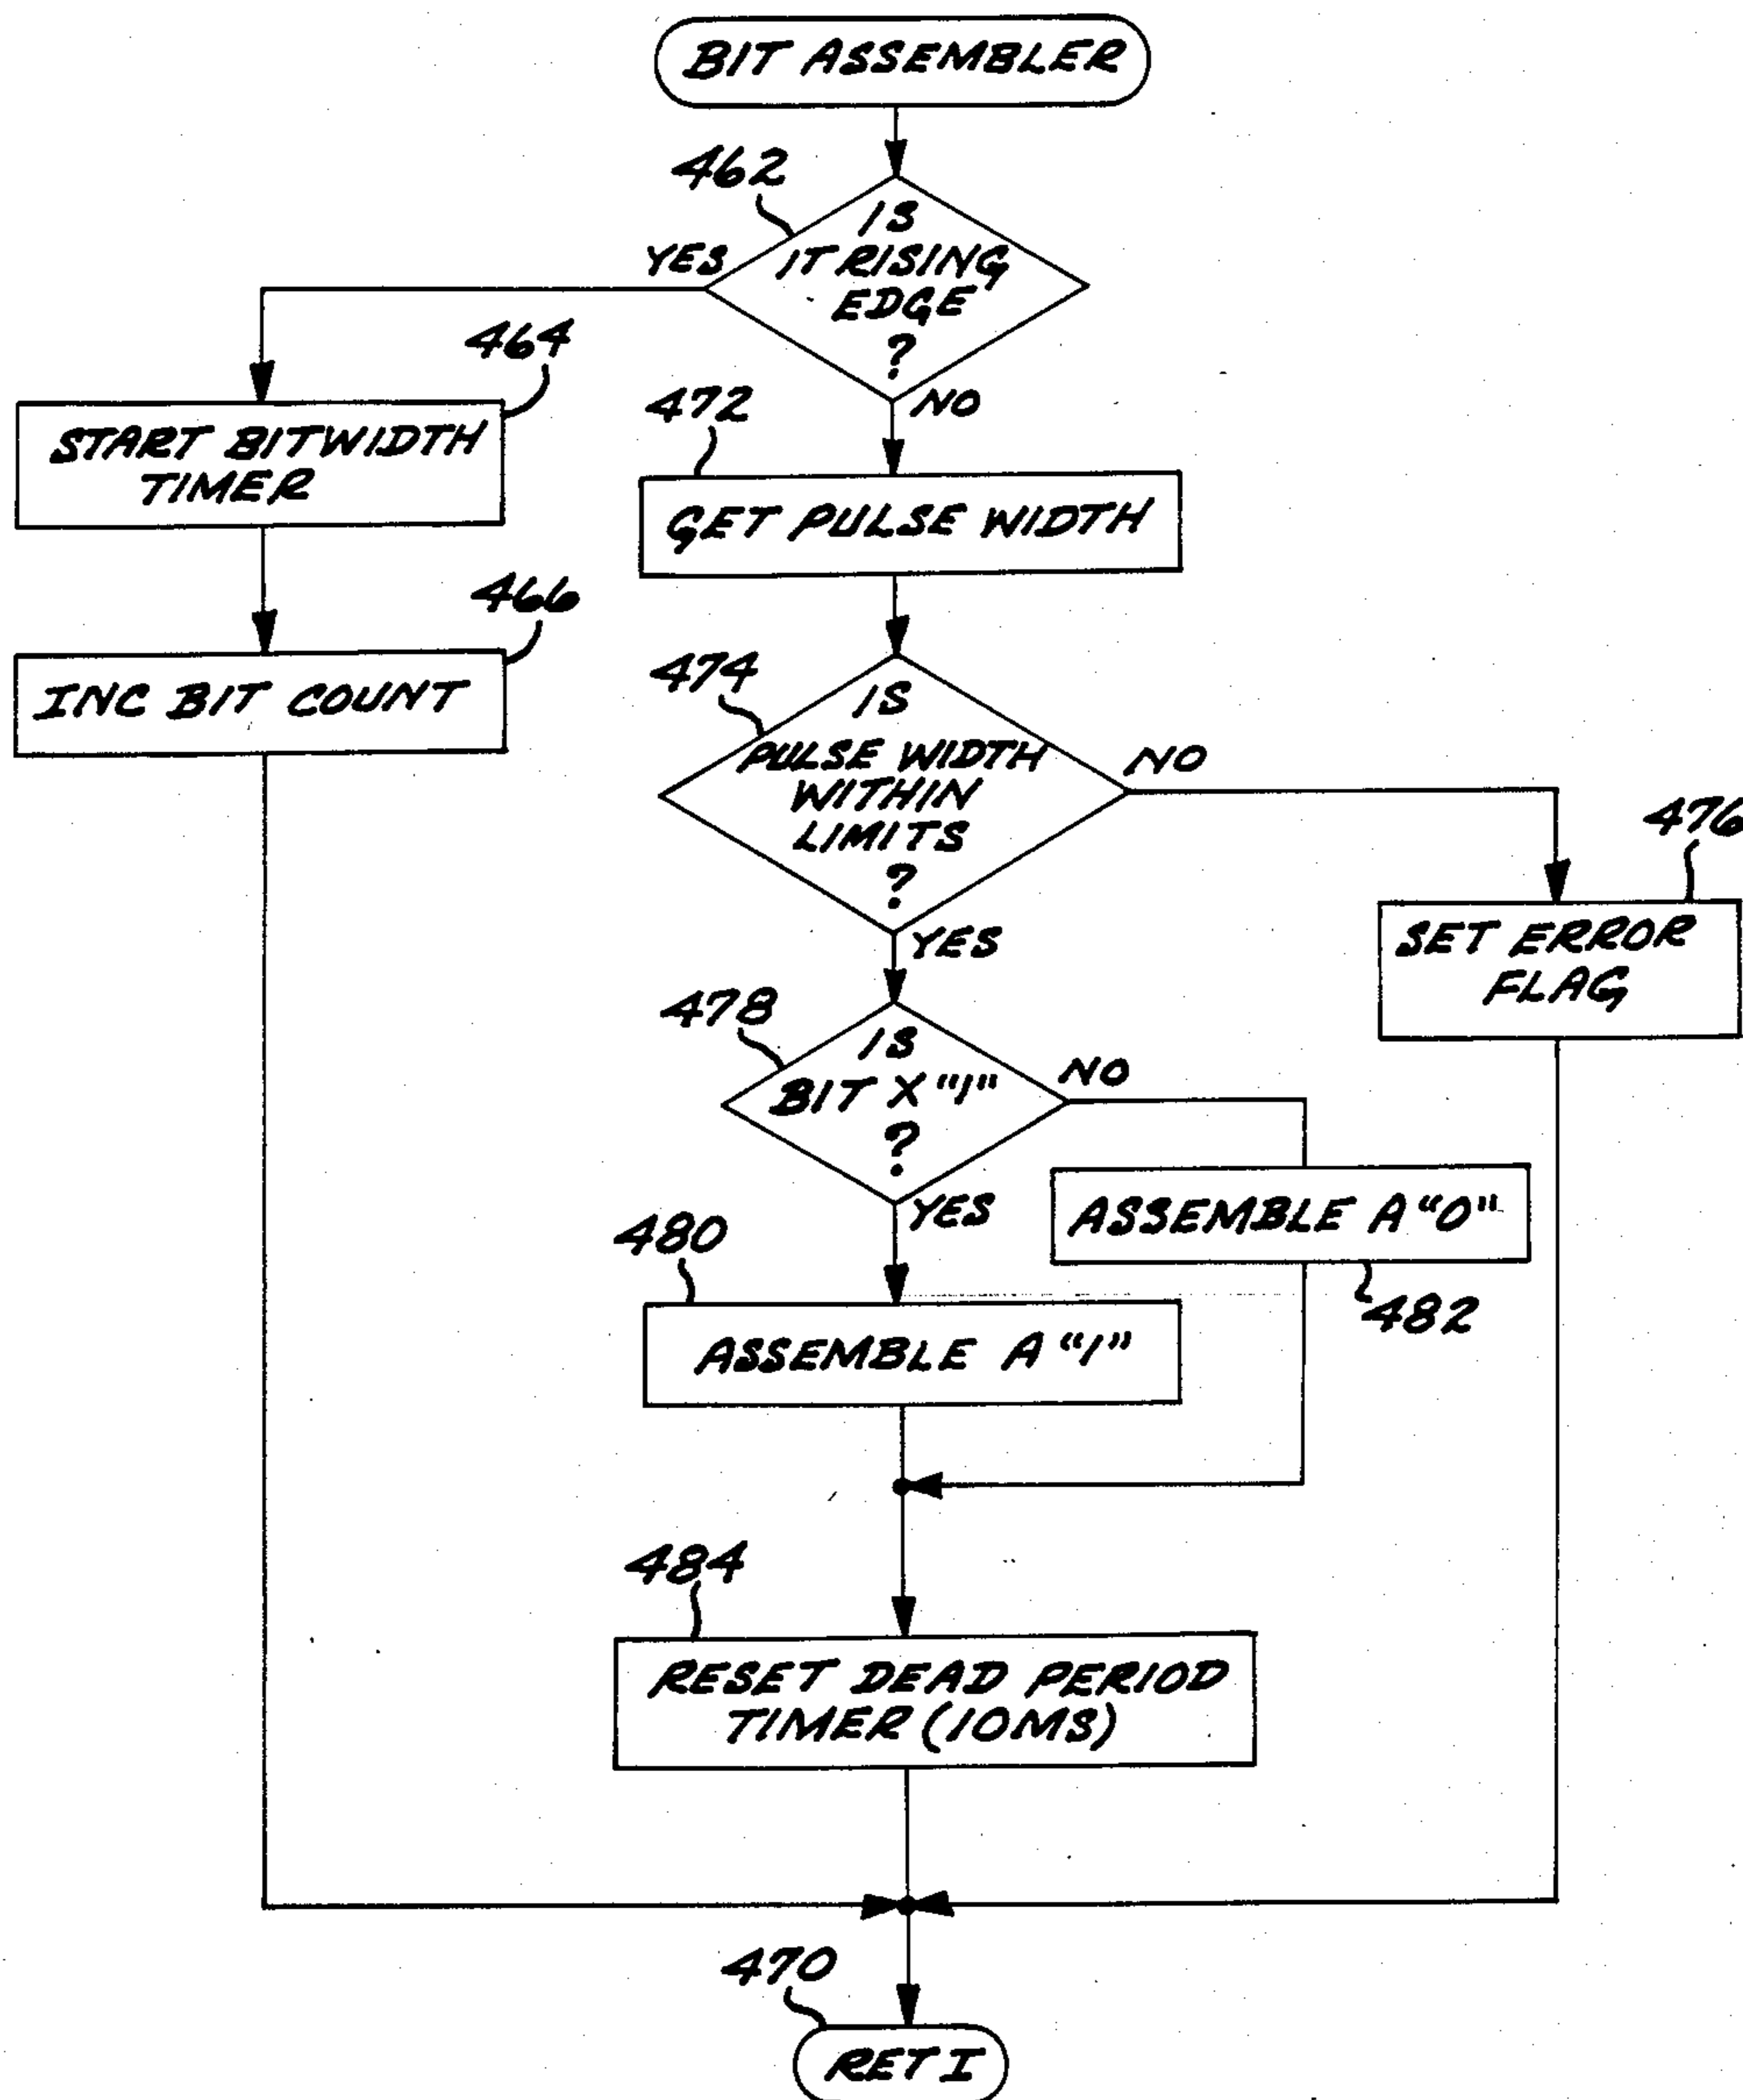 BIT ASSEMBLER
462
IS
IT RISING
EDGE
?
YES
NO
464
START BITWIDTH
TIMER
472
GET PULSE WIDTH
466
INC BIT COUNT
474
IS
PULSE WIDTH
WITHIN
LIMITS
?
NO
YES
476
SET ERROR
FLAG
478
IS
BIT X "1"
?
NO
YES
ASSEMBLE A "0"
482
480
ASSEMBLE A "1"
484
RESET DEAD PERIOD
TIMER (10MS)
470
RET I